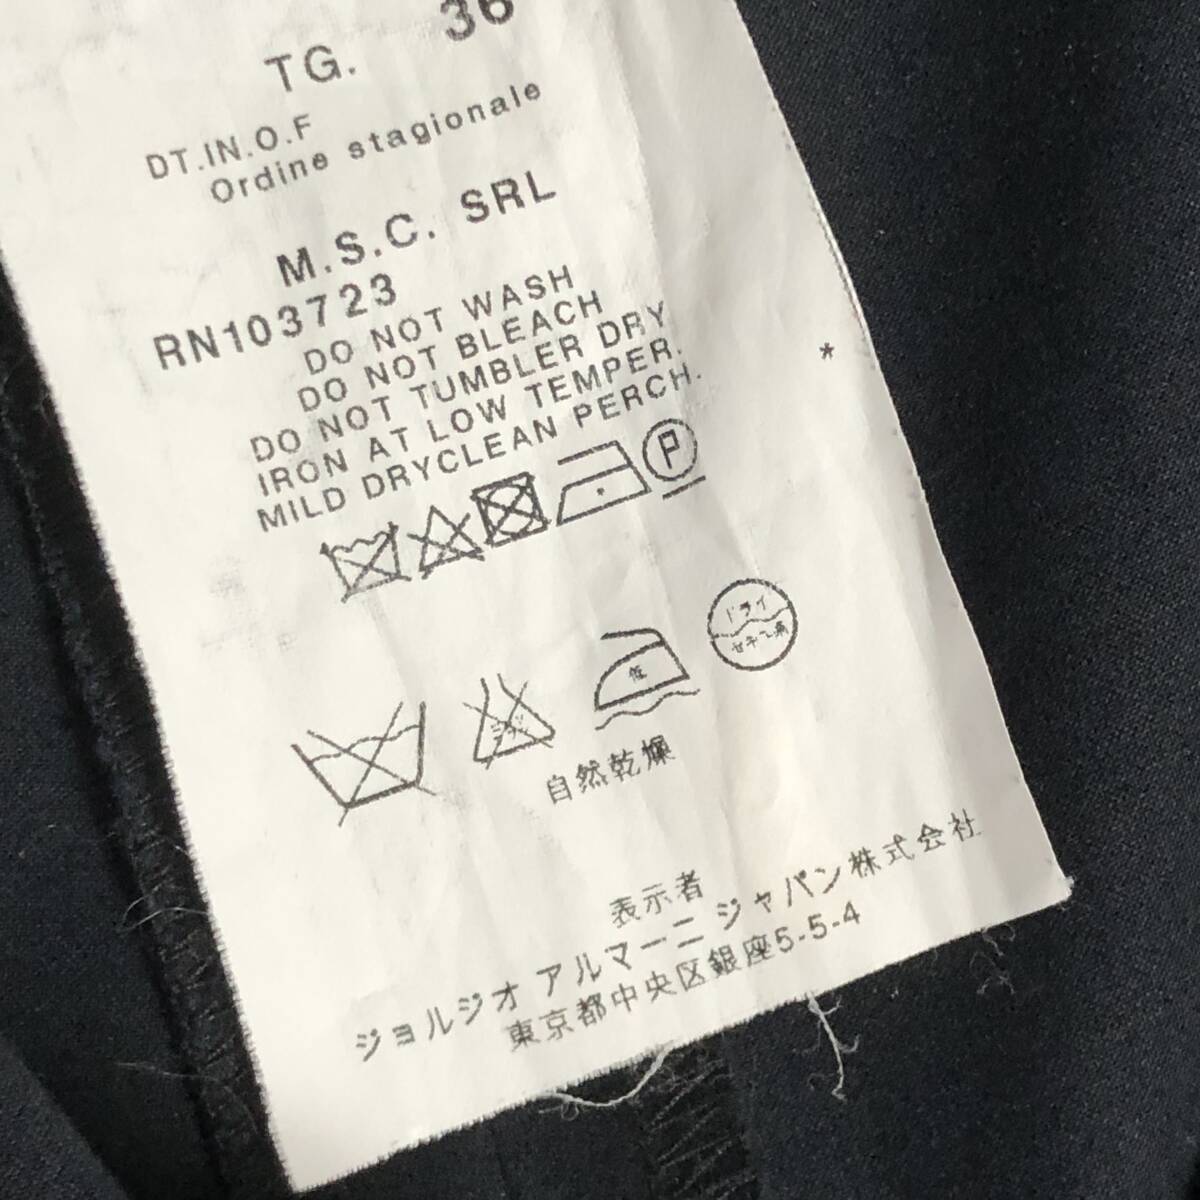 TG. 36
DT.IN.O.F
Ordine stagionale
M.S.C. SRL
RN103723
DO NOT WASH
DO NOT BLEACH
DO NOT TUMBLER DRY
IRON AT LOW TEMPER.
MILD DRYCLEAN PERCH.
P
*
低
ドライ
セキユ系
自然乾燥
表示者
ジョルジオ アルマーニ ジャパン株式会社
東京都中央区銀座5-5-4